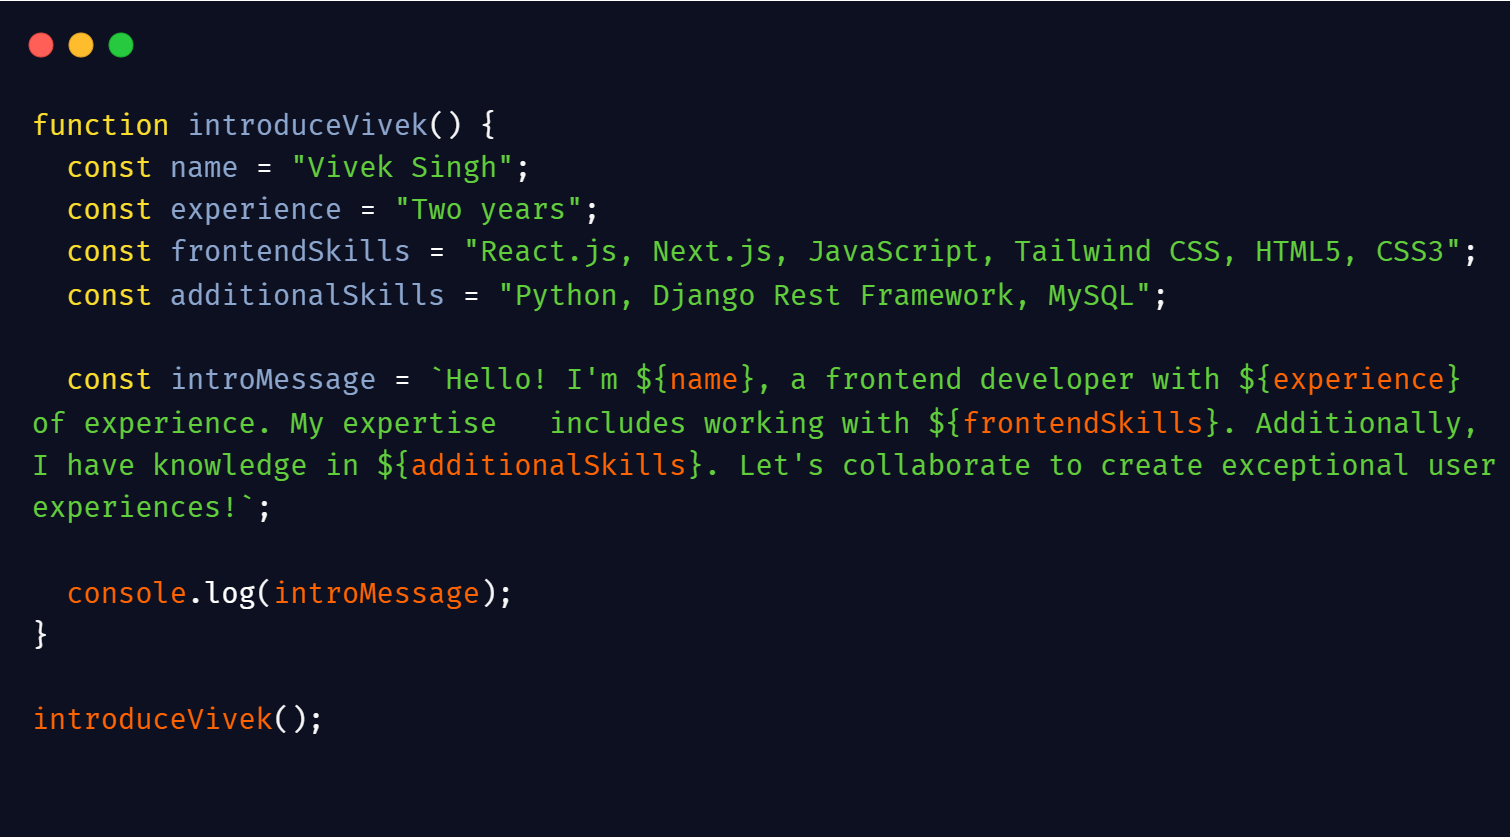 function introduceVivek() {
  const name = "Vivek Singh";
  const experience = "Two years";
  const frontendSkills = "React.js, Next.js, JavaScript, Tailwind CSS, HTML5, CSS3";
  const additionalSkills = "Python, Django Rest Framework, MySQL";
  const introMessage = `Hello! I'm ${name}, a frontend developer with ${experience}
of experience. My expertise   includes working with ${frontendSkills}. Additionally,
I have knowledge in ${additionalSkills}. Let's collaborate to create exceptional user
experiences!`;
  console.log(introMessage);
}
introduceVivek();